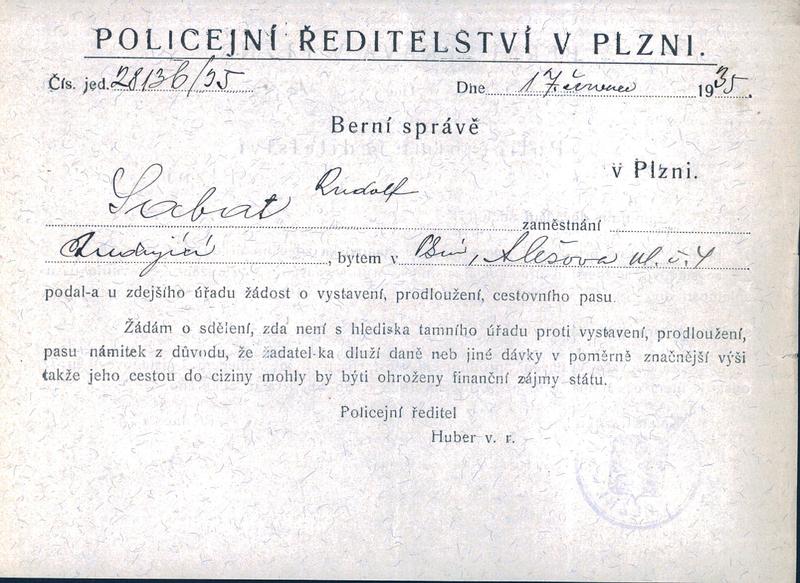 POLICEJNÍ ŘEDITELSTVÍ V PLZNI.
Čís. jed. 28136/35 Dne 17. červenec 1935.
Berní správě
v Plzni.
Rudolf
Sabat zaměstnání
studující, bytem v Plzni, Alešova ul. č. 4
podal-a u zdejšího úřadu žádost o vystavení, prodloužení, cestovního pasu.
Žádám o sdělení, zda není s hlediska tamního úřadu proti vystavení, prodloužení,
pasu námitek z důvodu, že žadatel-ka dluží daně neb jiné dávky v poměrně značnější výši
takže jeho cestou do ciziny mohly by býti ohroženy finanční zájmy státu.
Policejní ředitel
Huber v. r.